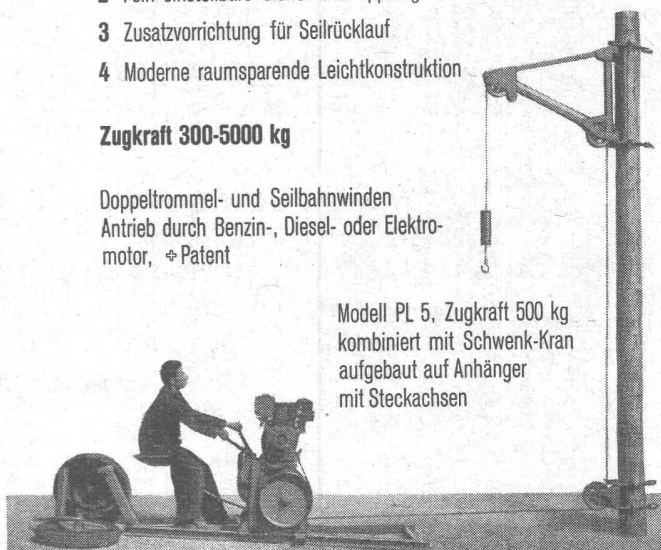 3 Zusatzvorrichtung für Seilrücklauf
4 Moderne raumsparende Leichtkonstruktion
Zugkraft 300-5000 kg
Doppeltrommel- und Seilbahnwinden
Antrieb durch Benzin-, Diesel- oder Elektro-
motor, ✚ Patent
Modell PL 5, Zugkraft 500 kg
kombiniert mit Schwenk-Kran
aufgebaut auf Anhänger
mit Steckachsen